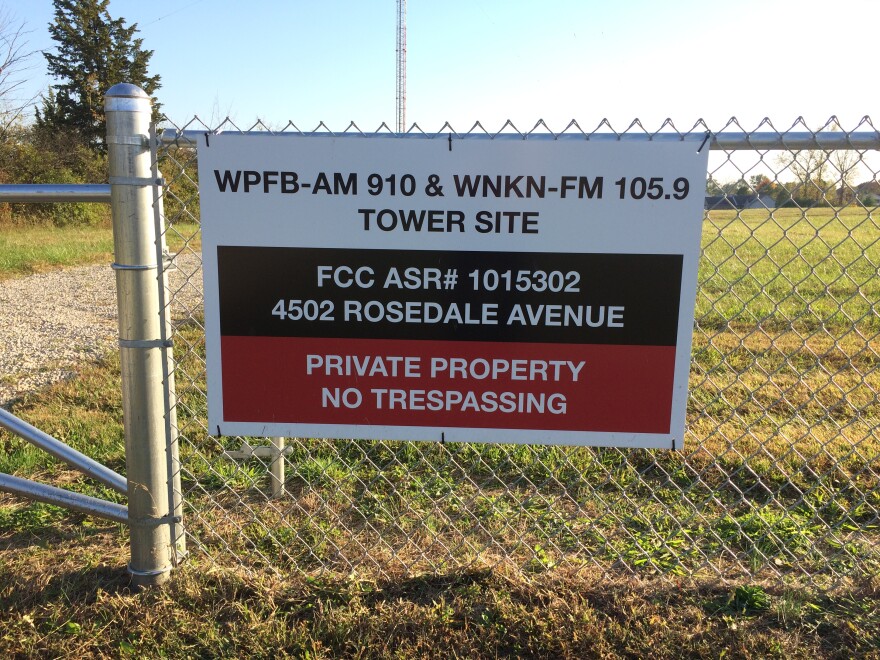 WPFB-AM 910 & WNKN-FM 105.9
TOWER SITE
FCC ASR# 1015302
4502 ROSEDALE AVENUE
PRIVATE PROPERTY
NO TRESPASSING